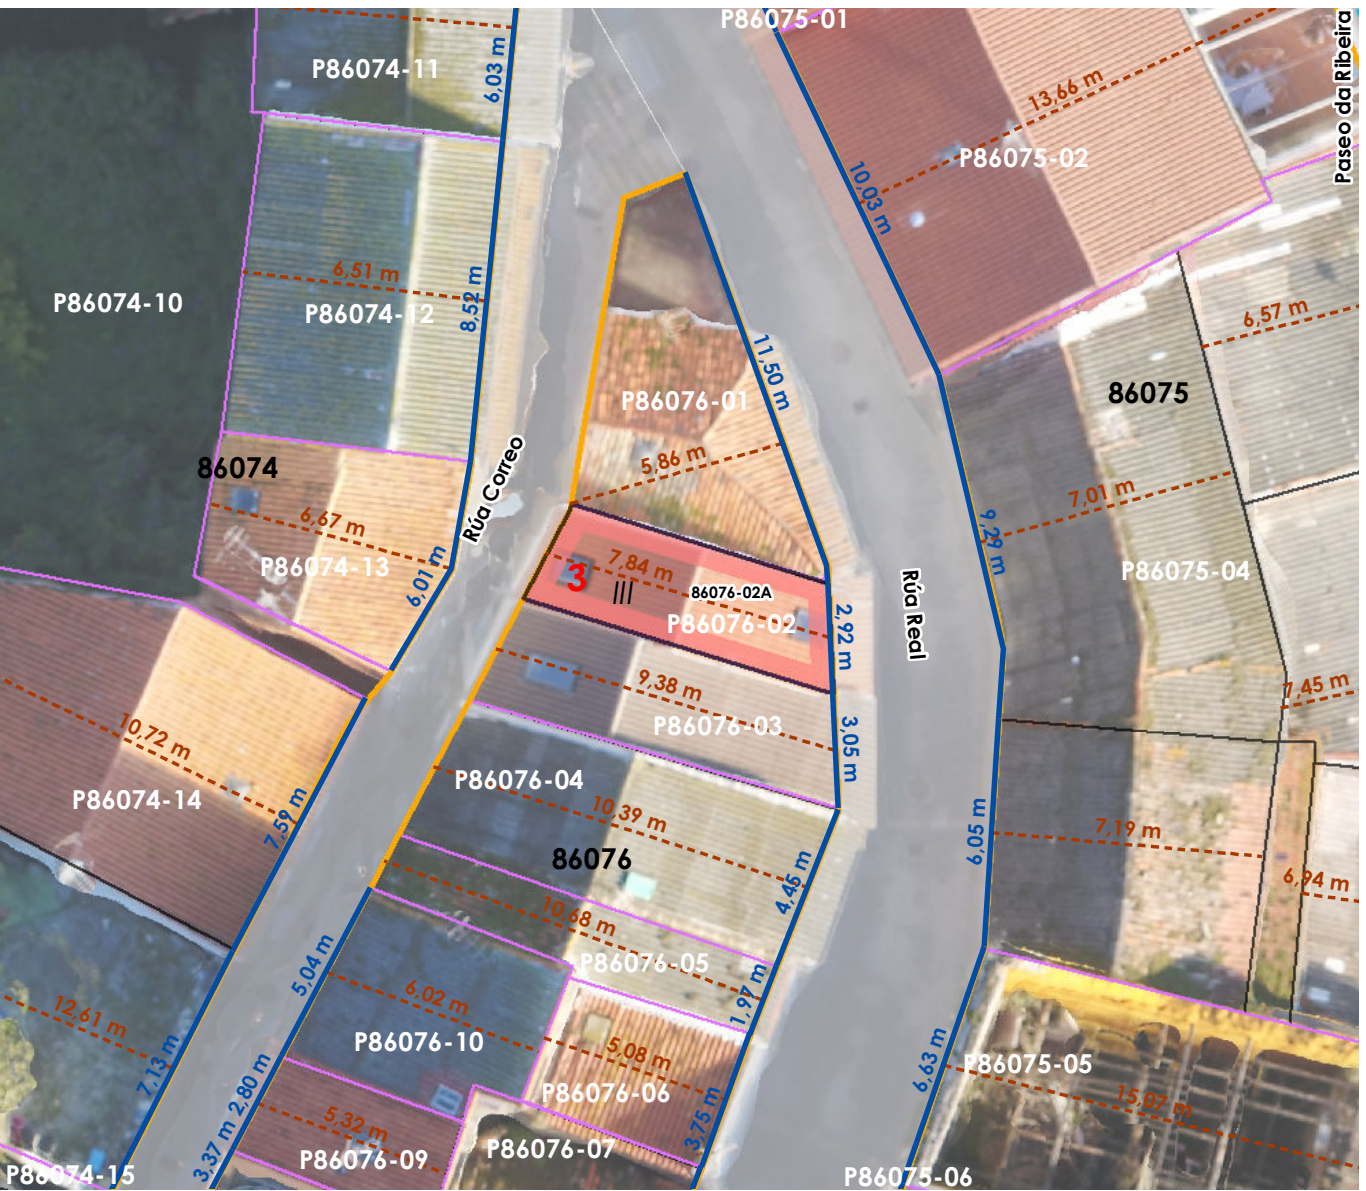 P86075-01
Paseo da Ribeira
P86074-11
6,03 m
13,66 m
P86075-02
10,03 m
6,51 m
P86074-10
P86074-12
8,52 m
6,57 m
11,50 m
86075
P86076-01
5,86 m
86074
Rúa Correo
7,01 m
6,67 m
9,29 m
P86074-13
6,01 m
7,84 m
3
III
86076-02A
P86076-02
2,92 m
Rúa Real
P86075-04
9,38 m
7,45 m
P86076-03
3,05 m
10,72 m
P86076-04
P86074-14
7,59 m
10,39 m
6,05 m
7,19 m
86076
4,45 m
6,94 m
10,68 m
P86076-05
5,04 m
1,97 m
6,02 m
12,61 m
P86076-10
5,08 m
6,63 m
P86075-05
7,13 m
2,80 m
P86076-06
15,07 m
5,32 m
3,75 m
3,37 m
P86076-09
P86076-07
P86074-15
P86075-06